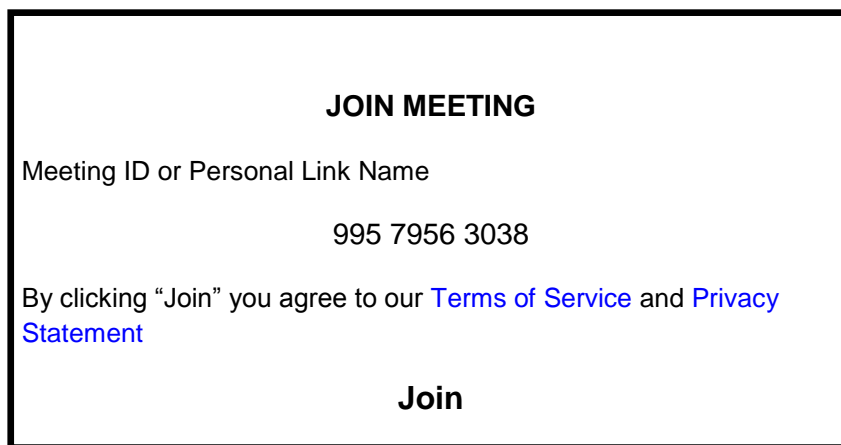 JOIN MEETING
Meeting ID or Personal Link Name
995 7956 3038
By clicking “Join” you agree to our Terms of Service and Privacy
Statement
Join